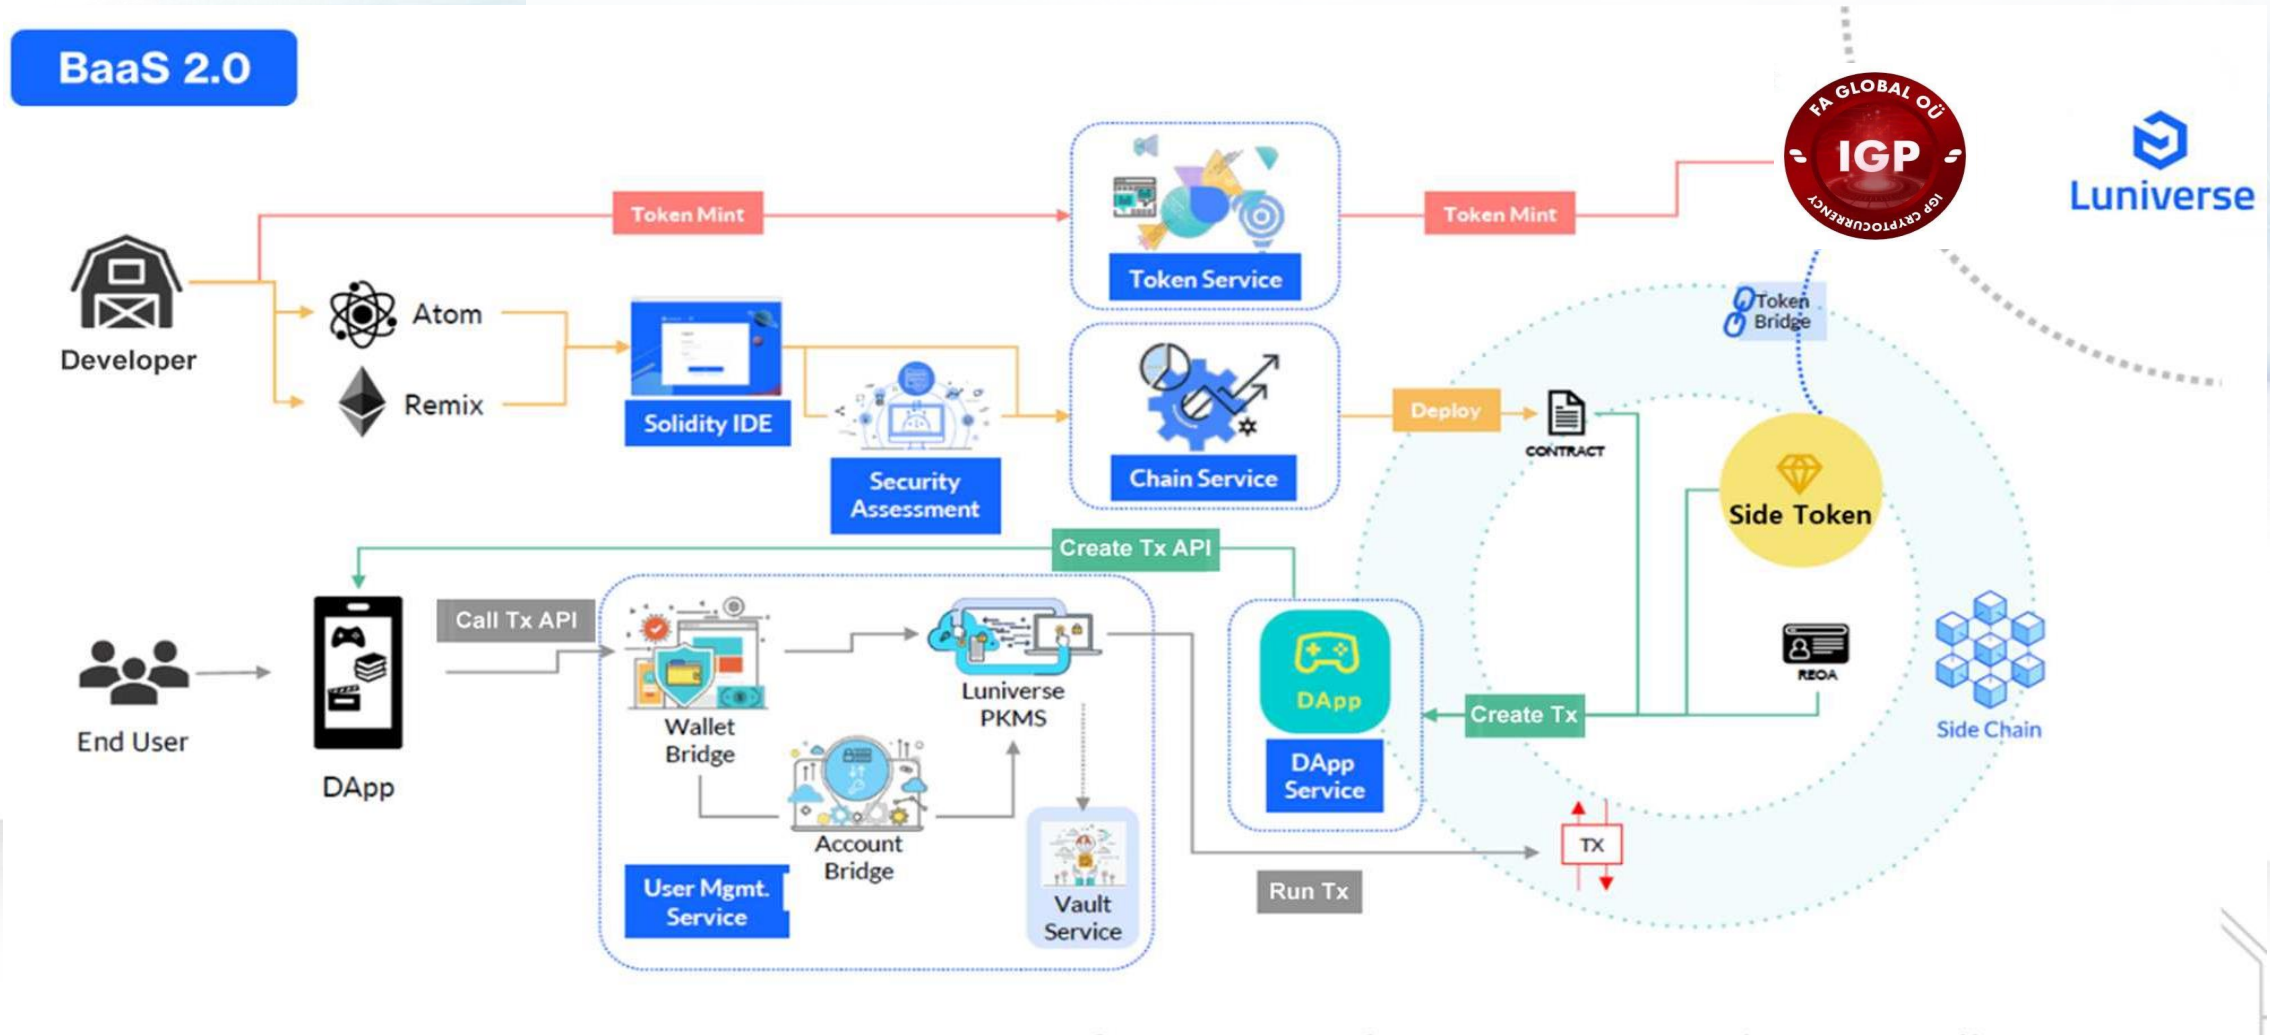 BaaS 2.0
FA GLOBAL OÜ
IGP
IGP CRYPTOCURRENCY
Luniverse
Token Mint
Token Mint
Token Service
Token
Bridge
Developer
Atom
Remix
Solidity IDE
Security
Assessment
Chain Service
Deploy
CONTRACT
Side Token
Create Tx API
End User
DApp
Call Tx API
Wallet
Bridge
Luniverse
PKMS
Account
Bridge
User Mgmt.
Service
Vault
Service
DApp
DApp
Service
Create Tx
REOA
Side Chain
TX
Run Tx